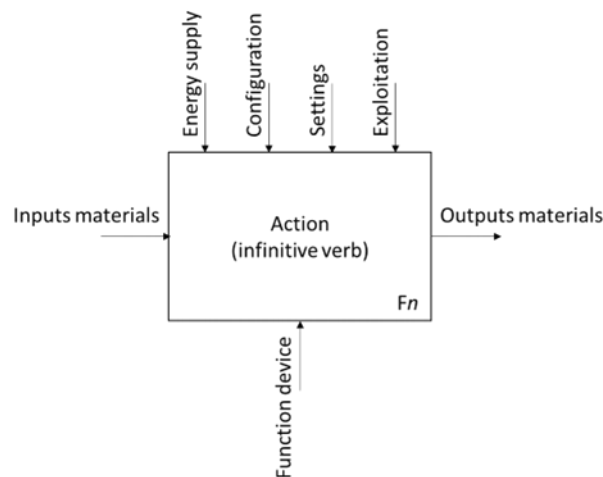 Energy supply
Configuration
Settings
Exploitation
Inputs materials
Action
(infinitive verb)
Outputs materials
Fn
Function device